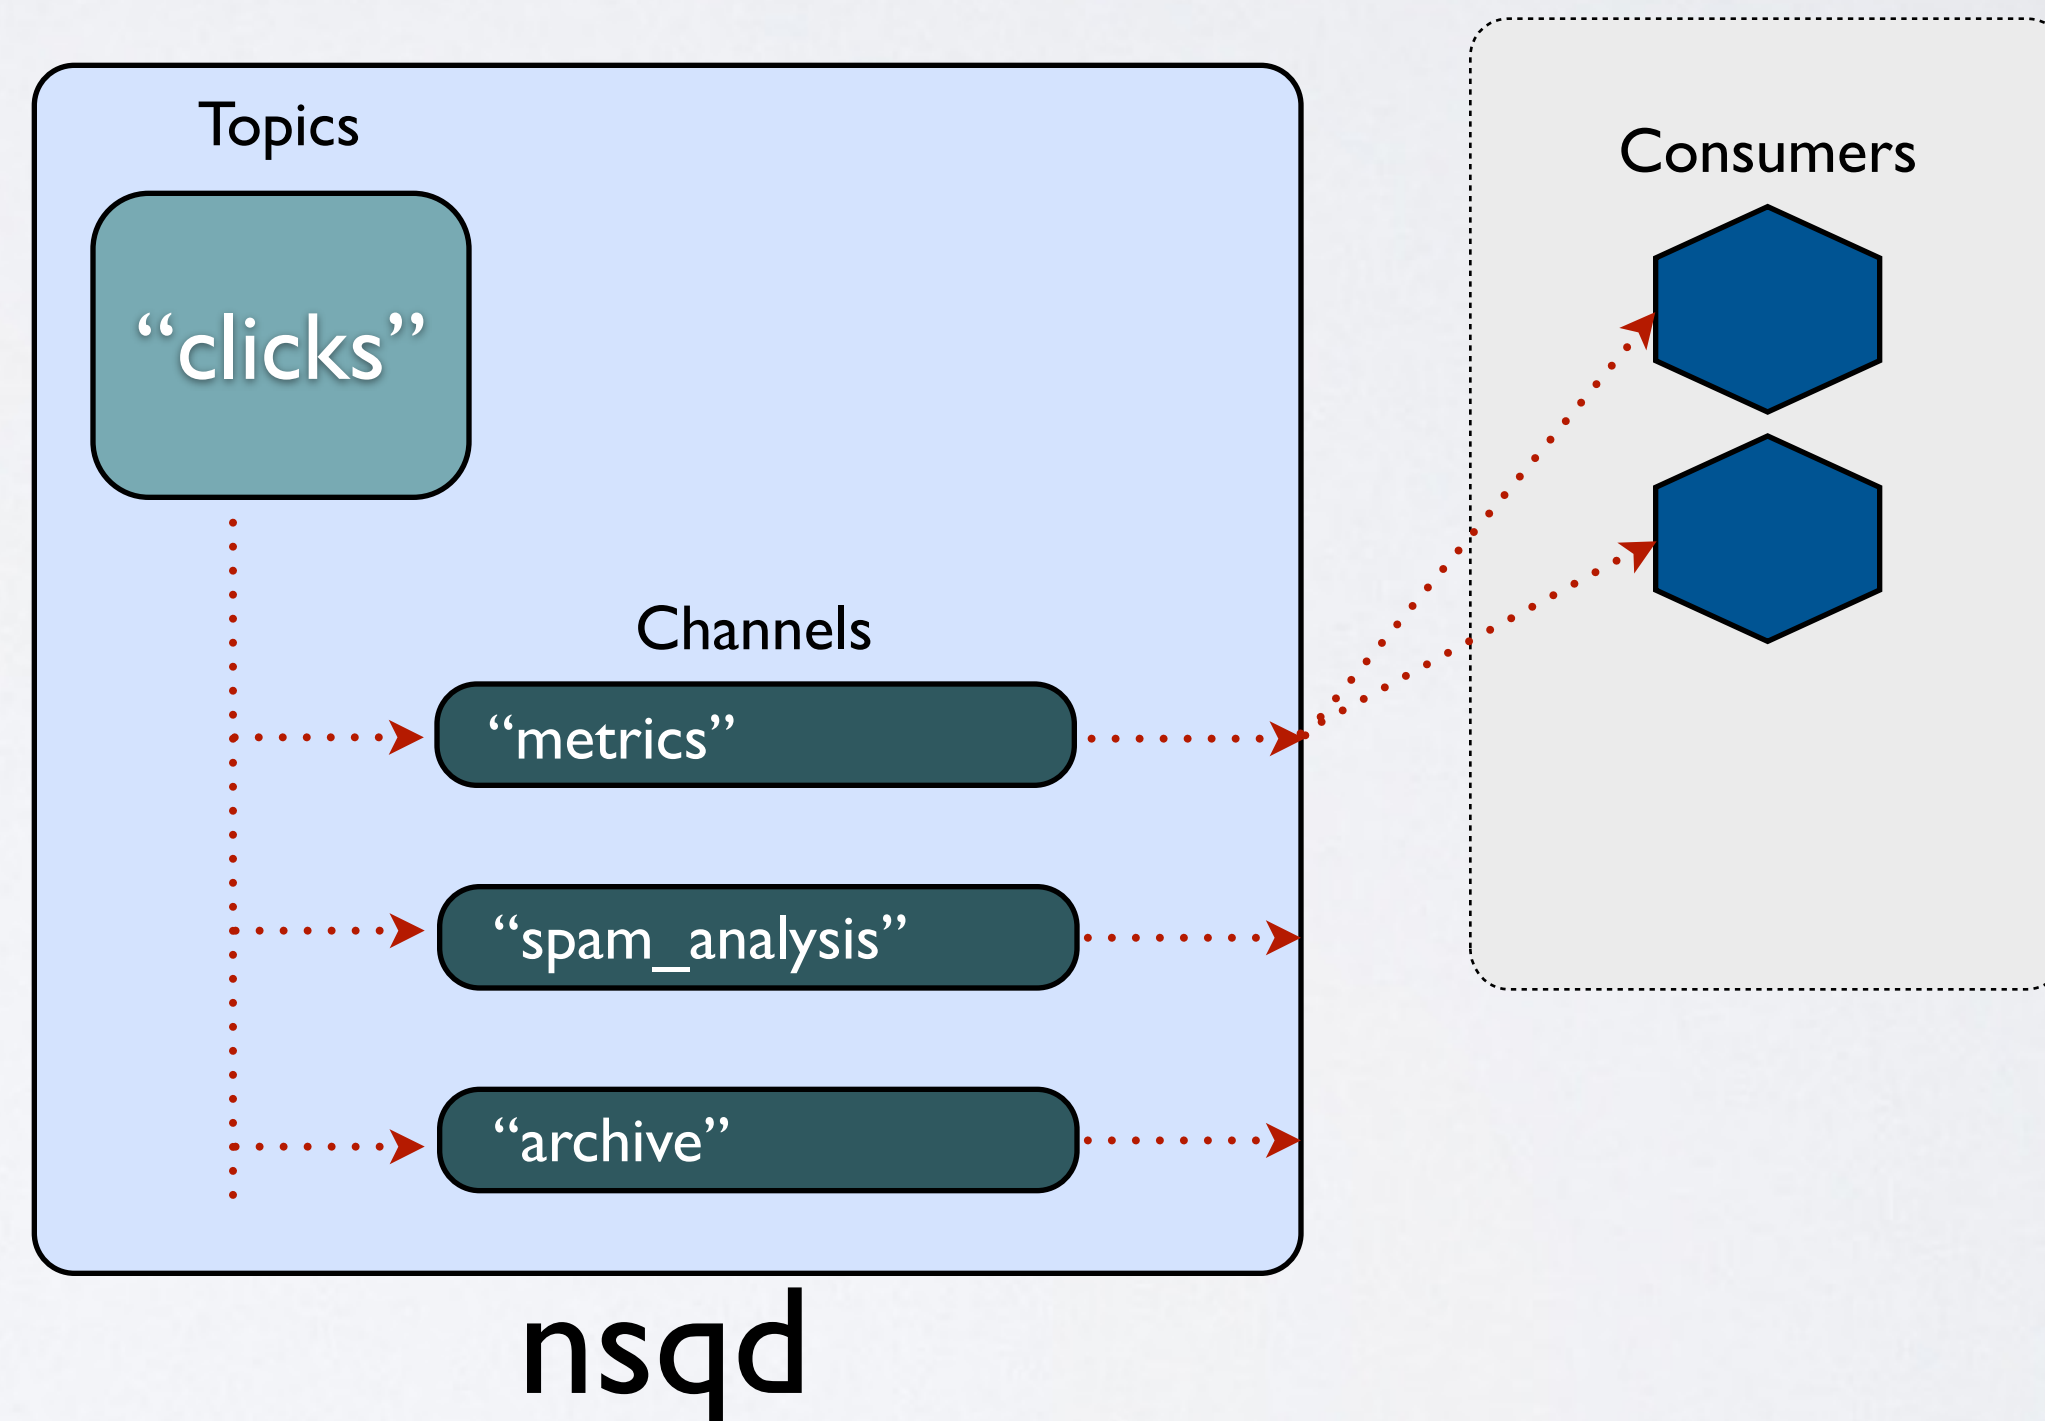 Topics
Consumers
“clicks”
Channels
“metrics”
“spam_analysis”
“archive”
nsqd